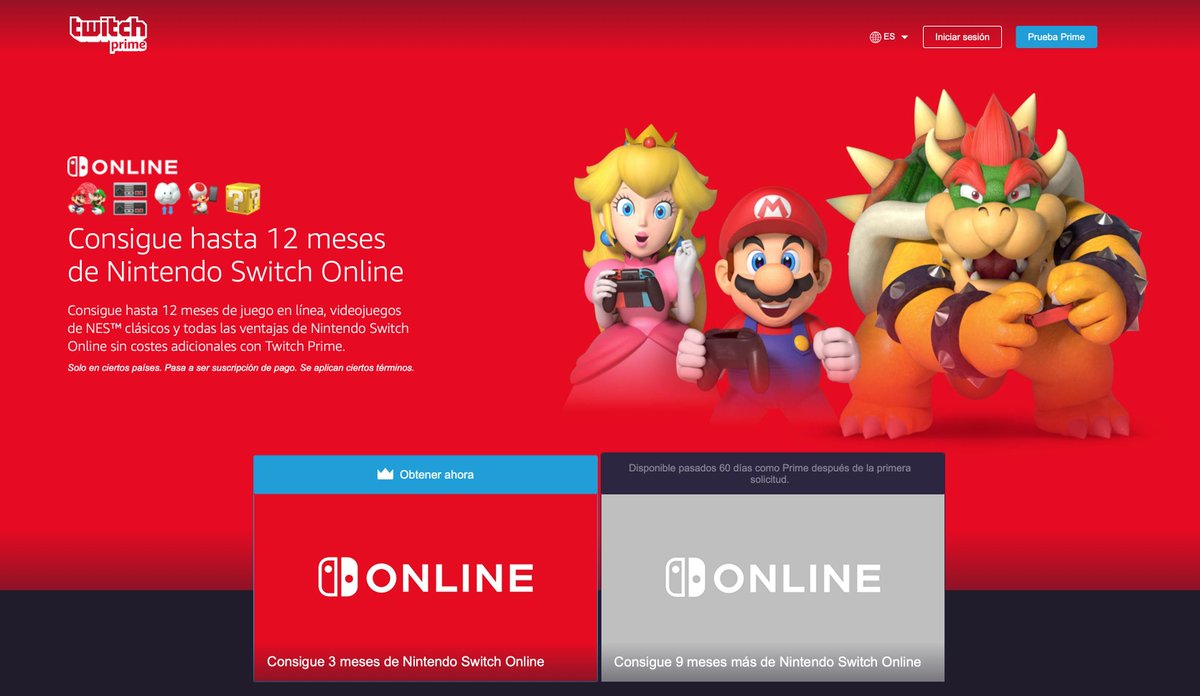 twitch
prime
ES
Iniciar sesión
Prueba Prime
ONLINE
Consigue hasta 12 meses
de Nintendo Switch Online
Consigue hasta 12 meses de juego en línea, videojuegos
de NES™ clásicos y todas las ventajas de Nintendo Switch
Online sin costes adicionales con Twitch Prime.
Solo en ciertos países. Pasa a ser suscripción de pago. Se aplican ciertos términos.
Obtener ahora
ONLINE
Consigue 3 meses de Nintendo Switch Online
Disponible pasados 60 días como Prime después de la primera
solicitud.
ONLINE
Consigue 9 meses más de Nintendo Switch Online